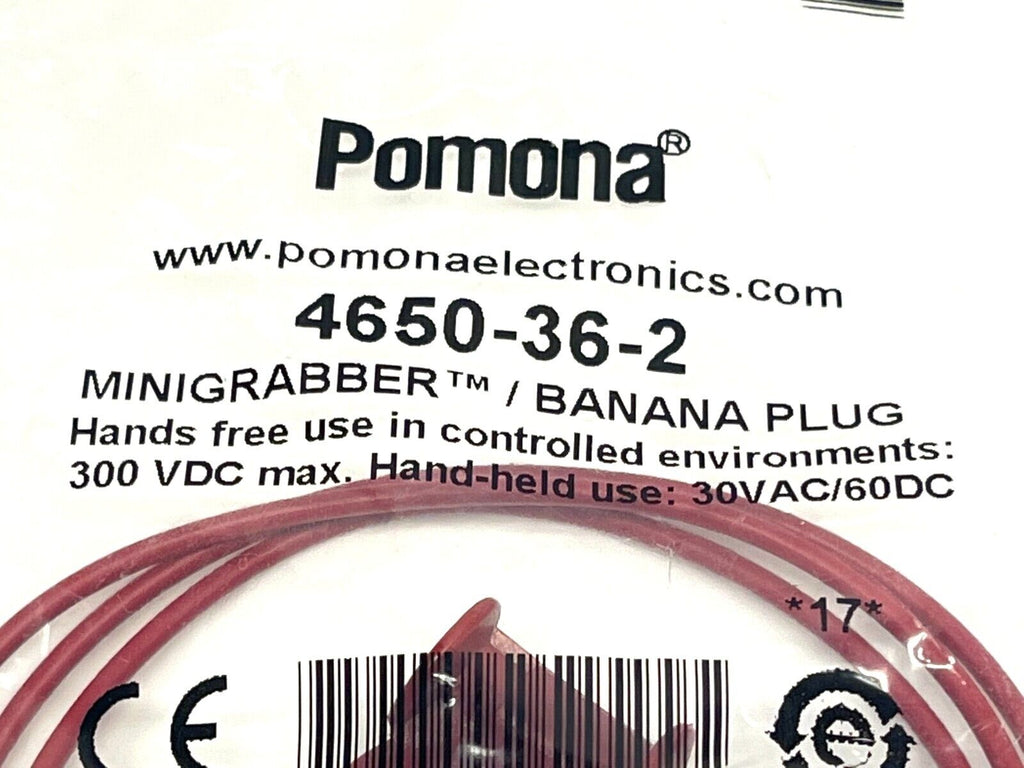 Pomona®
www.pomonaelectronics.com
4650-36-2
MINIGRABBER™ / BANANA PLUG
Hands free use in controlled environments:
300 VDC max. Hand-held use: 30VAC/60DC
*17*
CE
e